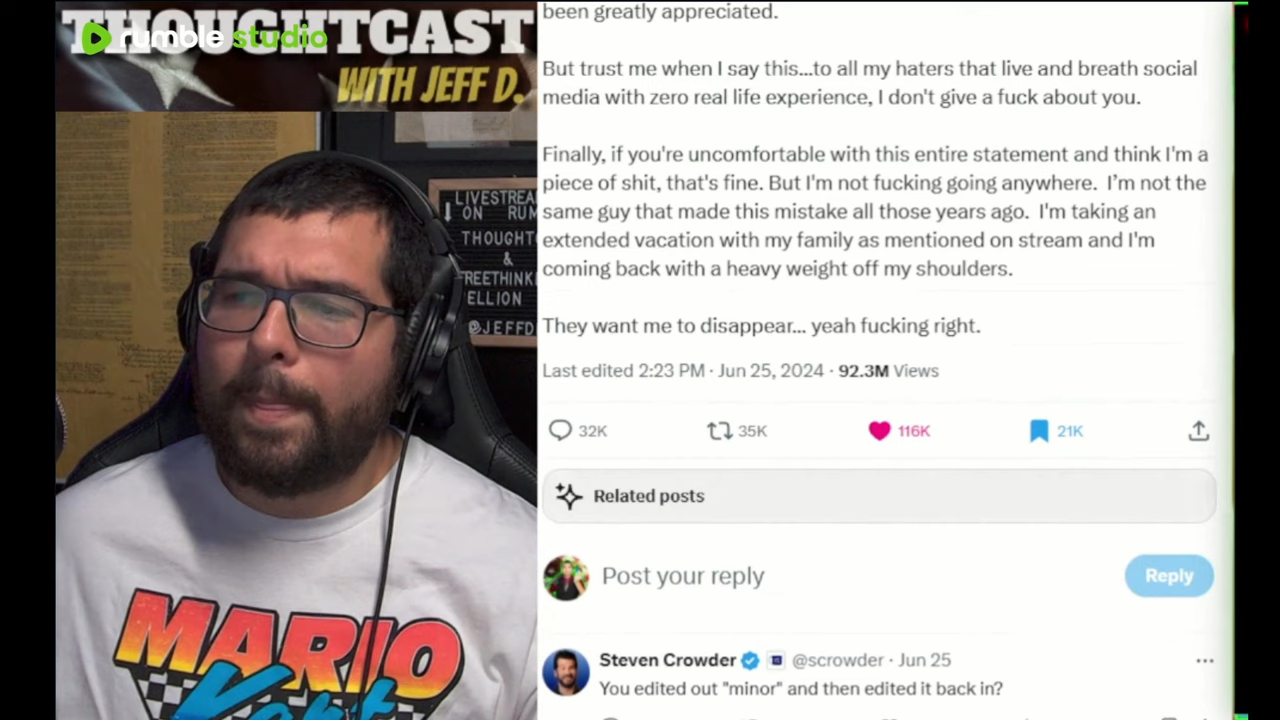 THOUGHTCAST
rumble studio
WITH JEFF D.
LIVESTREA
ON RUM
THOUGHT
&
FREETHINK
ELLION
@JEFFD
MARIO
Kart
been greatly appreciated.
But trust me when I say this...to all my haters that live and breath social
media with zero real life experience, I don't give a fuck about you.
Finally, if you're uncomfortable with this entire statement and think I'm a
piece of shit, that's fine. But I'm not fucking going anywhere. I’m not the
same guy that made this mistake all those years ago. I'm taking an
extended vacation with my family as mentioned on stream and I'm
coming back with a heavy weight off my shoulders.
They want me to disappear... yeah fucking right.
Last edited 2:23 PM · Jun 25, 2024 · 92.3M Views
32K 35K 116K 21K
Related posts
Post your reply
Reply
Steven Crowder @scrowder · Jun 25
You edited out "minor" and then edited it back in?